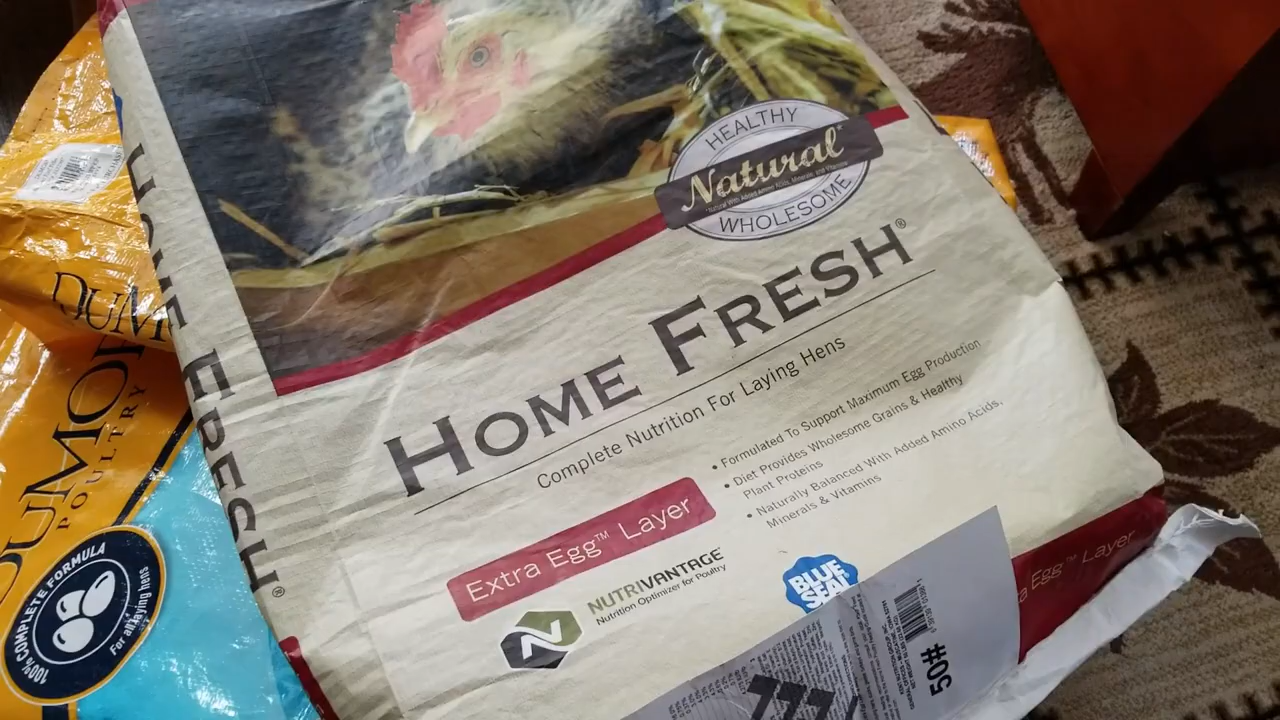 HEALTHY
Natural
WHOLESOME
HOME FRESH®
Complete Nutrition For Laying Hens
• Formulated To Support Maximum Egg Production
• Diet Provides Wholesome Grains & Healthy
Plant Proteins
• Naturally Balanced With Added Amino Acids,
Minerals & Vitamins
Extra Egg™ Layer
NUTRIVANTAGE
Nutrition Optimizer for Poultry
N
BLUE
SEAL
50#
Egg™ Layer
HOME FRESH®
DUMOR
POULTRY
100% COMPLETE FORMULA
For all laying hens